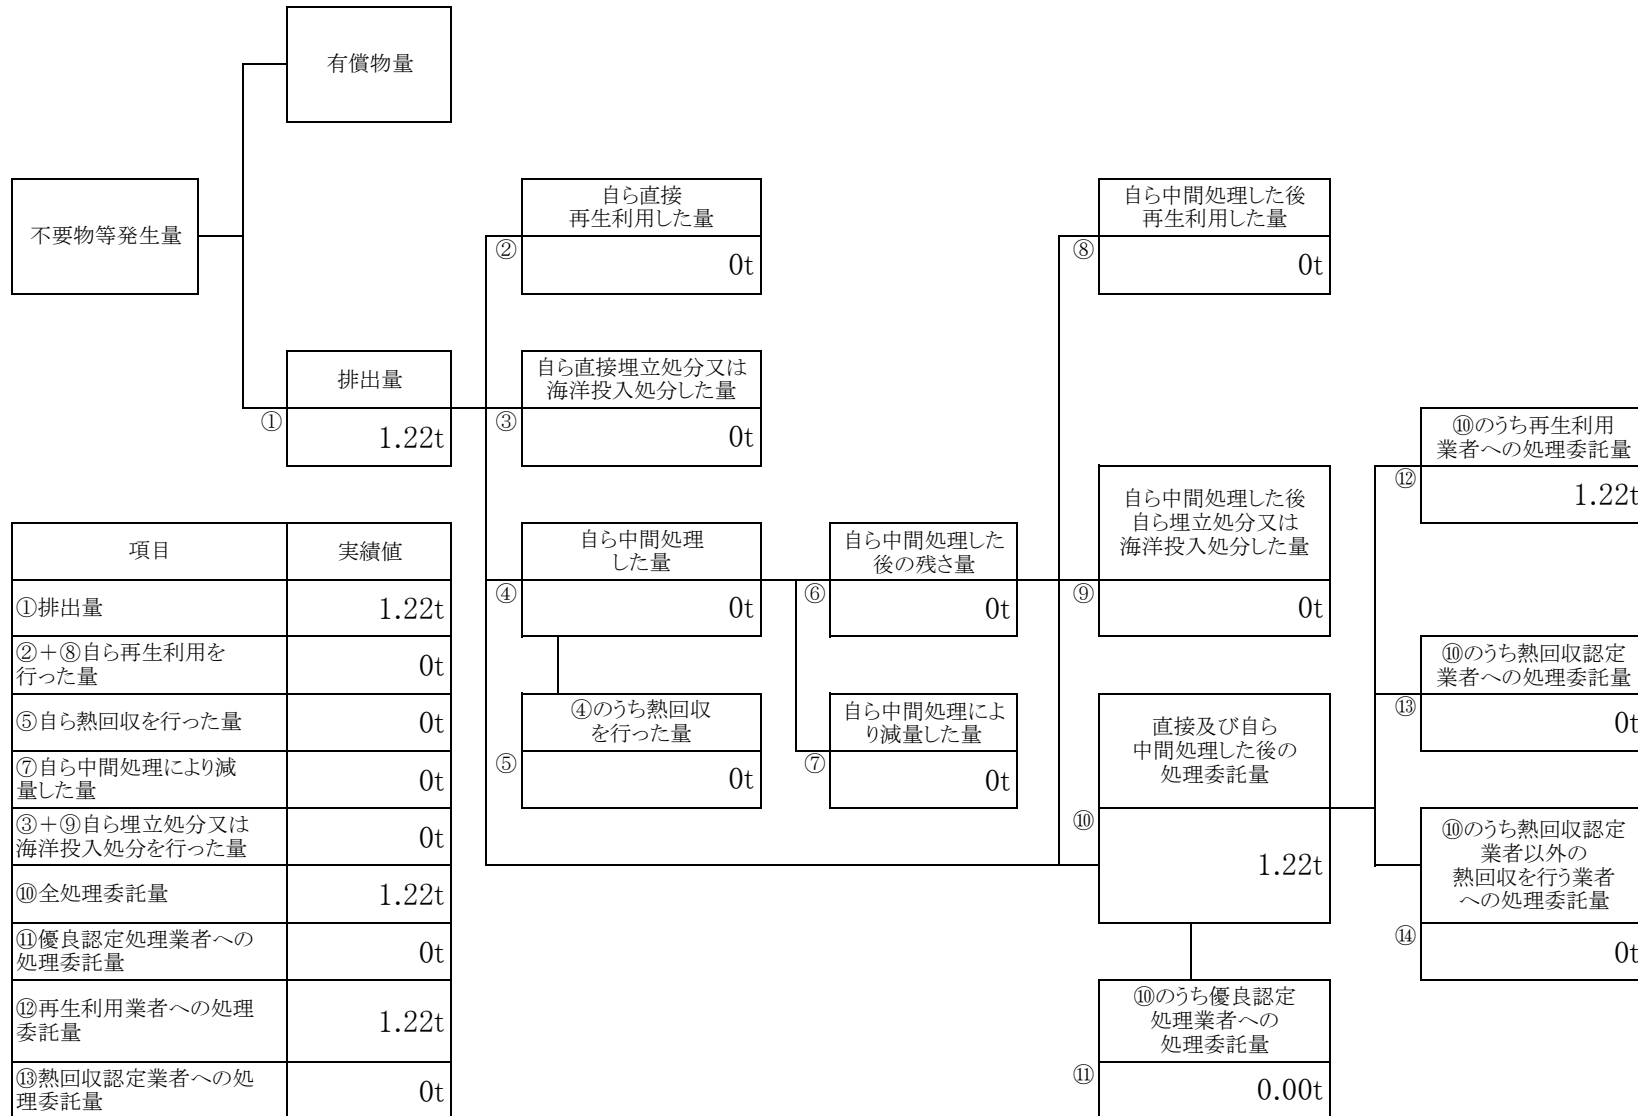 有償物量
不要物等発生量
自ら直接
再生利用した量
②
0t
自ら中間処理した後
再生利用した量
⑧
0t
排出量
①
1.22t
自ら直接埋立処分又は
海洋投入処分した量
③
0t
⑩のうち再生利用
業者への処理委託量
⑫
1.22t
自ら中間処理した後
自ら埋立処分又は
海洋投入処分した量
⑨
0t
自ら中間処理
した量
④
0t
自ら中間処理した
後の残さ量
⑥
0t
④のうち熱回収
を行った量
⑤
0t
自ら中間処理によ
り減量した量
⑦
0t
直接及び自ら
中間処理した後の
処理委託量
⑩
1.22t
⑩のうち熱回収認定
業者への処理委託量
⑬
0t
⑩のうち熱回収認定
業者以外の
熱回収を行う業者
への処理委託量
⑭
0t
⑩のうち優良認定
処理業者への
処理委託量
⑪
0.00t
項目 実績値
①排出量 1.22t
②+⑧自ら再生利用を
行った量 0t
⑤自ら熱回収を行った量 0t
⑦自ら中間処理により減
量した量 0t
③+⑨自ら埋立処分又は
海洋投入処分を行った量 0t
⑩全処理委託量 1.22t
⑪優良認定処理業者への
処理委託量 0t
⑫再生利用業者への処理
委託量 1.22t
⑬熱回収認定業者への処
理委託量 0t